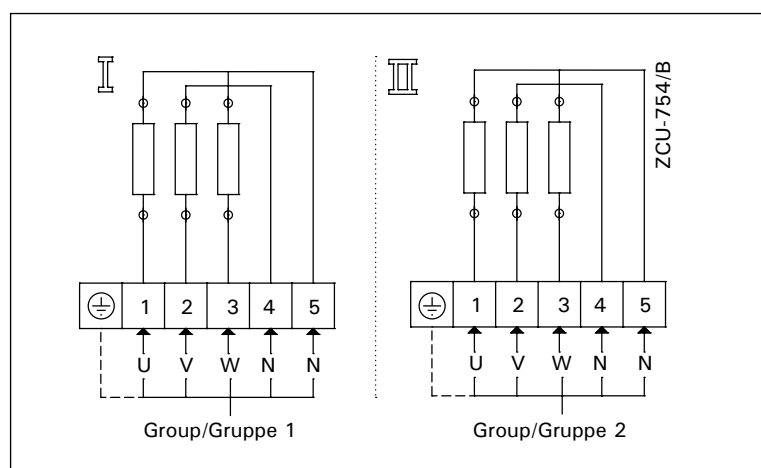 I
II
ZCU-754/B
1 2 3 4 5
U V W N N
Group/Gruppe 1
1 2 3 4 5
U V W N N
Group/Gruppe 2